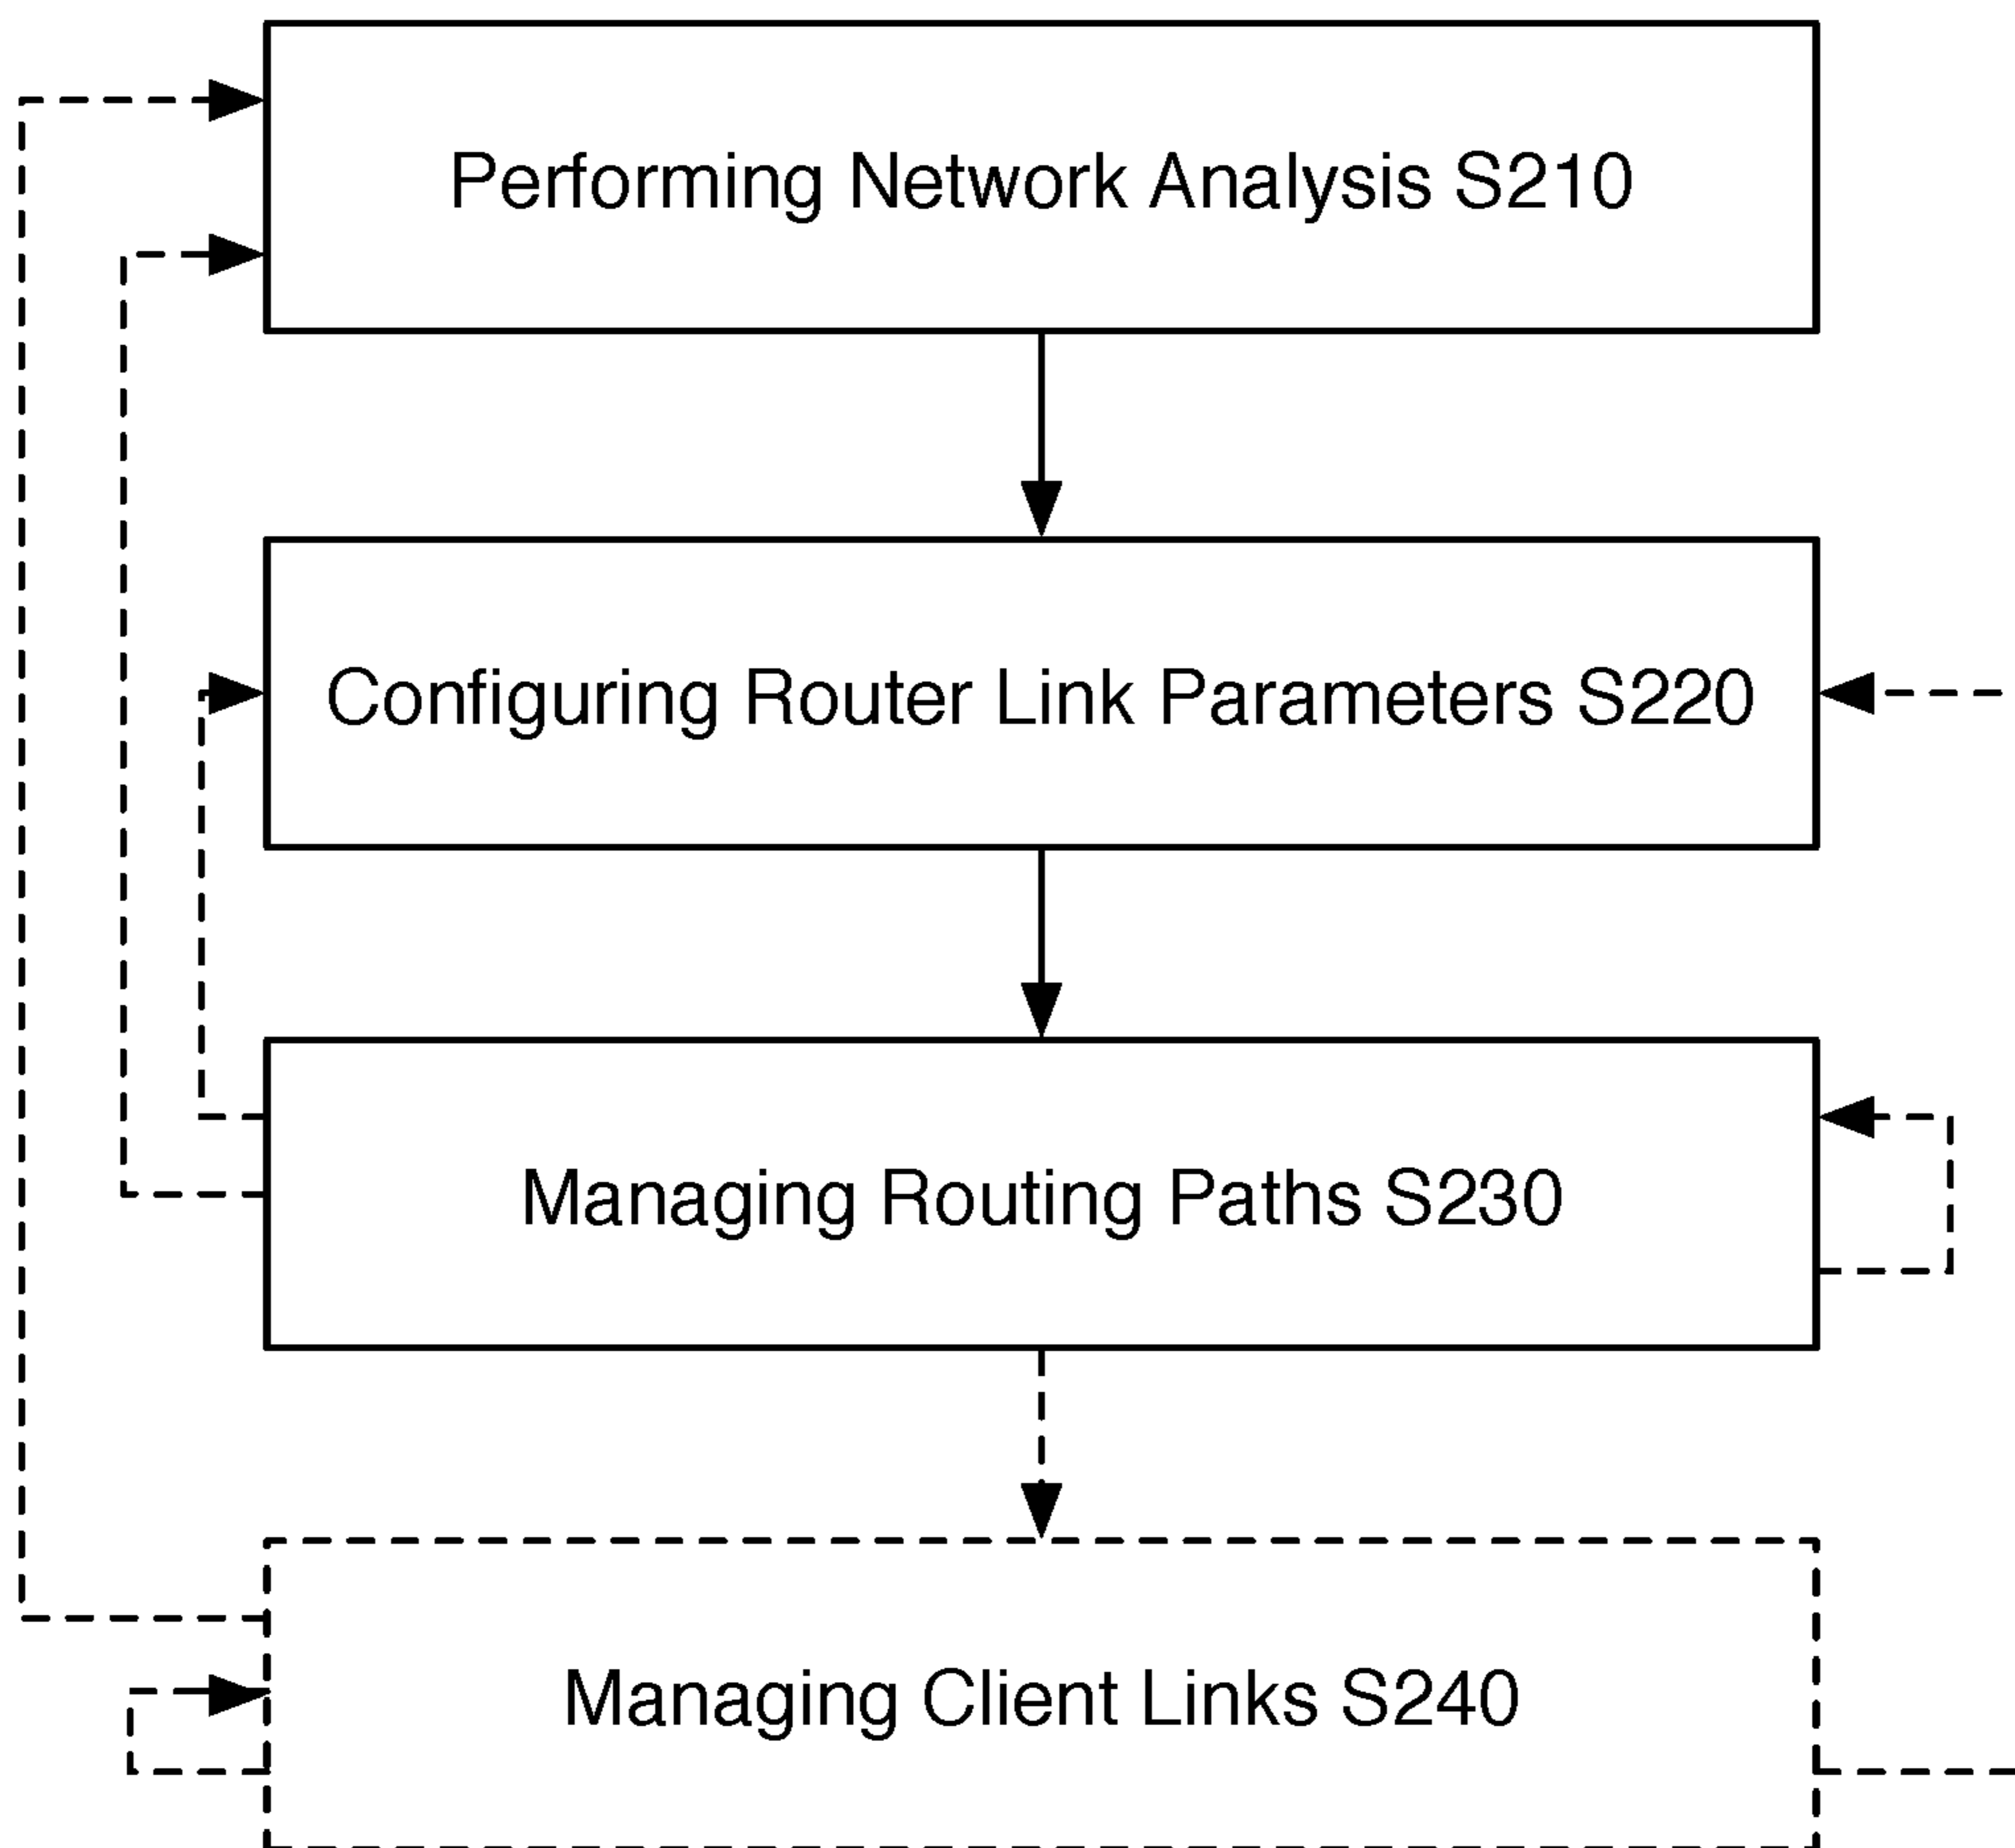 Performing Network Analysis S210
Configuring Router Link Parameters S220
Managing Routing Paths S230
Managing Client Links S240